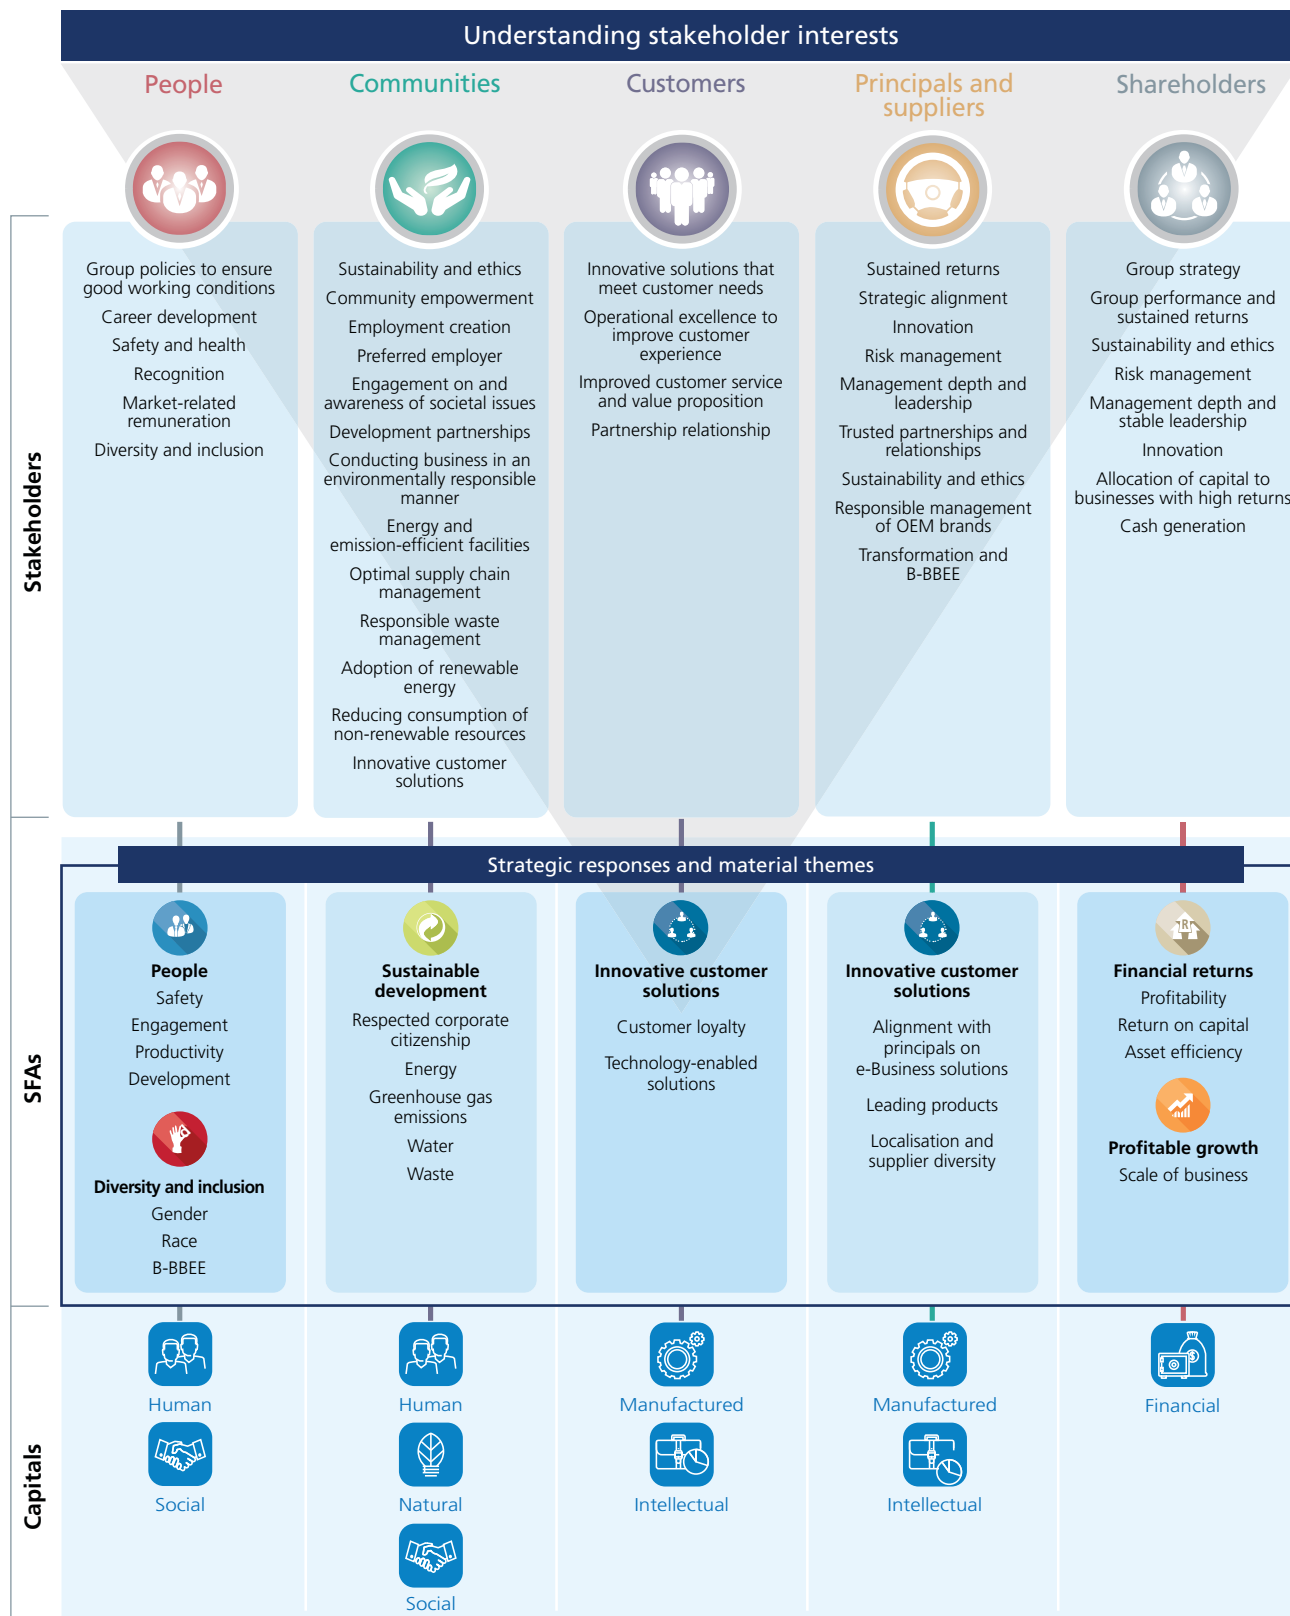 Understanding stakeholder interests
People
Communities
Customers
Principals and
suppliers
Shareholders
Stakeholders
Group policies to ensure
good working conditions
Career development
Safety and health
Recognition
Market-related
remuneration
Diversity and inclusion
Sustainability and ethics
Community empowerment
Employment creation
Preferred employer
Engagement on and
awareness of societal issues
Development partnerships
Conducting business in an
environmentally responsible
manner
Energy and
emission-efficient facilities
Optimal supply chain
management
Responsible waste
management
Adoption of renewable
energy
Reducing consumption of
non-renewable resources
Innovative customer
solutions
Innovative solutions that
meet customer needs
Operational excellence to
improve customer
experience
Improved customer service
and value proposition
Partnership relationship
Sustained returns
Strategic alignment
Innovation
Risk management
Management depth and
leadership
Trusted partnerships and
relationships
Sustainability and ethics
Responsible management
of OEM brands
Transformation and
B-BBEE
Group strategy
Group performance and
sustained returns
Sustainability and ethics
Risk management
Management depth and
stable leadership
Innovation
Allocation of capital to
businesses with high returns
Cash generation
SFAs
Strategic responses and material themes
People
Safety
Engagement
Productivity
Development
Diversity and inclusion
Gender
Race
B-BBEE
Sustainable
development
Respected corporate
citizenship
Energy
Greenhouse gas
emissions
Water
Waste
Innovative customer
solutions
Customer loyalty
Technology-enabled
solutions
Innovative customer
solutions
Alignment with
principals on
e-Business solutions
Leading products
Localisation and
supplier diversity
R
Financial returns
Profitability
Return on capital
Asset efficiency
Profitable growth
Scale of business
Capitals
Human
Social
Human
Natural
Social
Manufactured
Intellectual
Manufactured
Intellectual
$
Financial